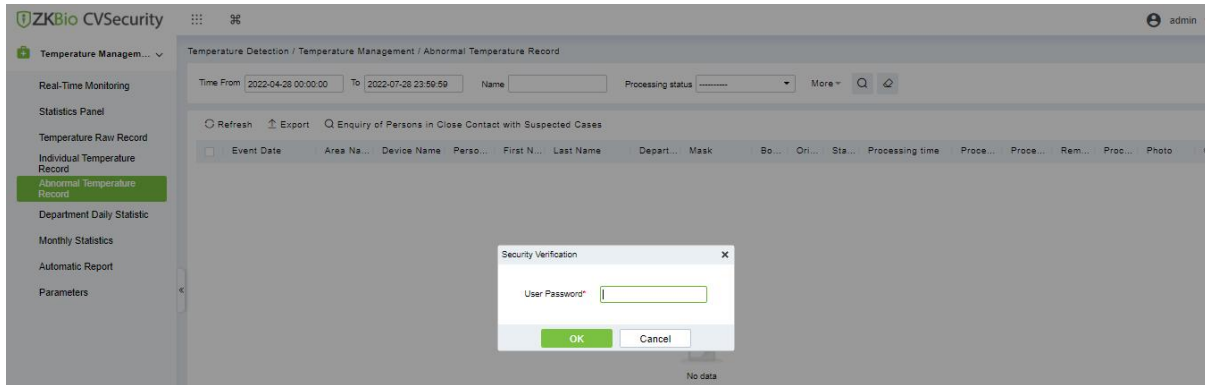 ZKBio CVSecurity
admin
Temperature Managem...
Temperature Detection / Temperature Management / Abnormal Temperature Record
Real-Time Monitoring
Statistics Panel
Temperature Raw Record
Individual Temperature
Record
Abnormal Temperature
Record
Department Daily Statistic
Monthly Statistics
Automatic Report
Parameters
Time From 2022-04-28 00:00:00 To 2022-07-28 23:59:59 Name Processing status ---------- More
Refresh Export Enquiry of Persons in Close Contact with Suspected Cases
Event Date Area Na... Device Name Perso... First N... Last Name Depart... Mask Bo... Ori... Sta... Processing time Proce... Proce... Rem... Proc... Photo
Security Verification
User Password*
OK Cancel
No data